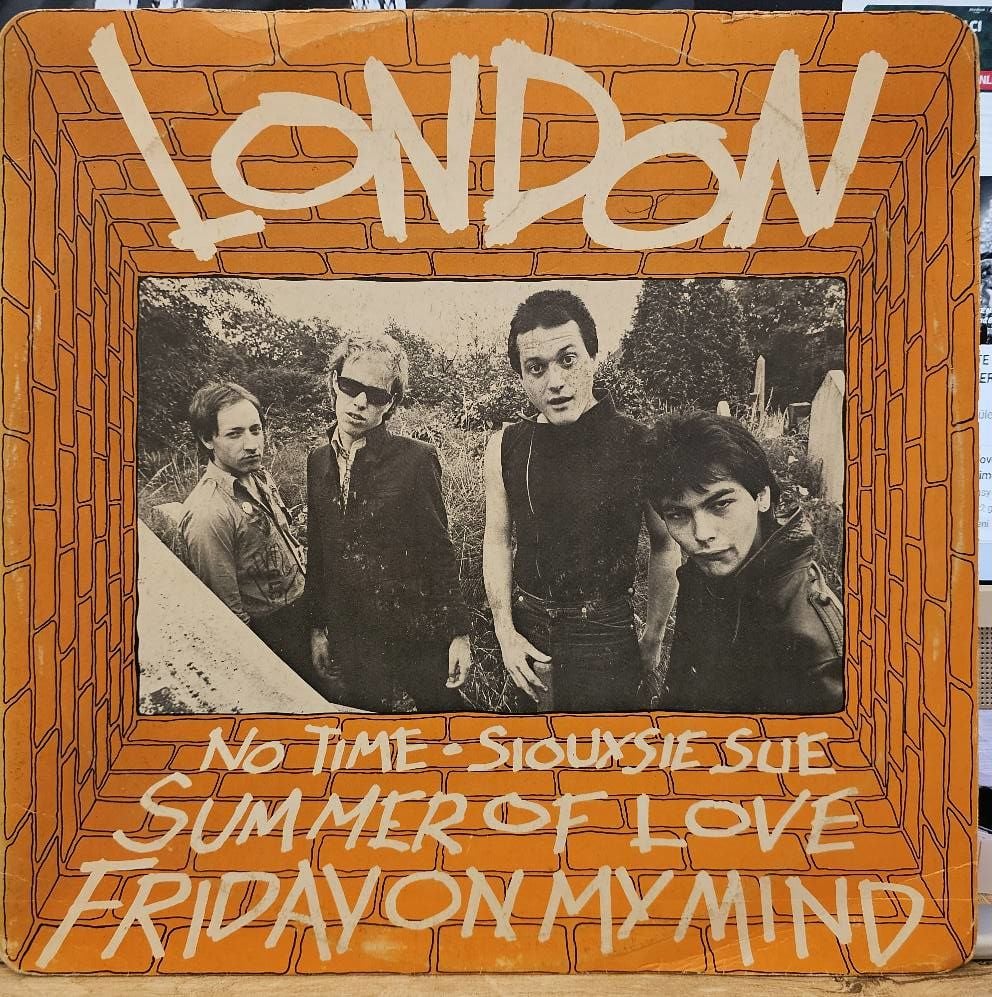 LONDON
NO TIME - SIOUXSIE SUE
SUMMER OF LOVE
FRIDAY ON MY MIND